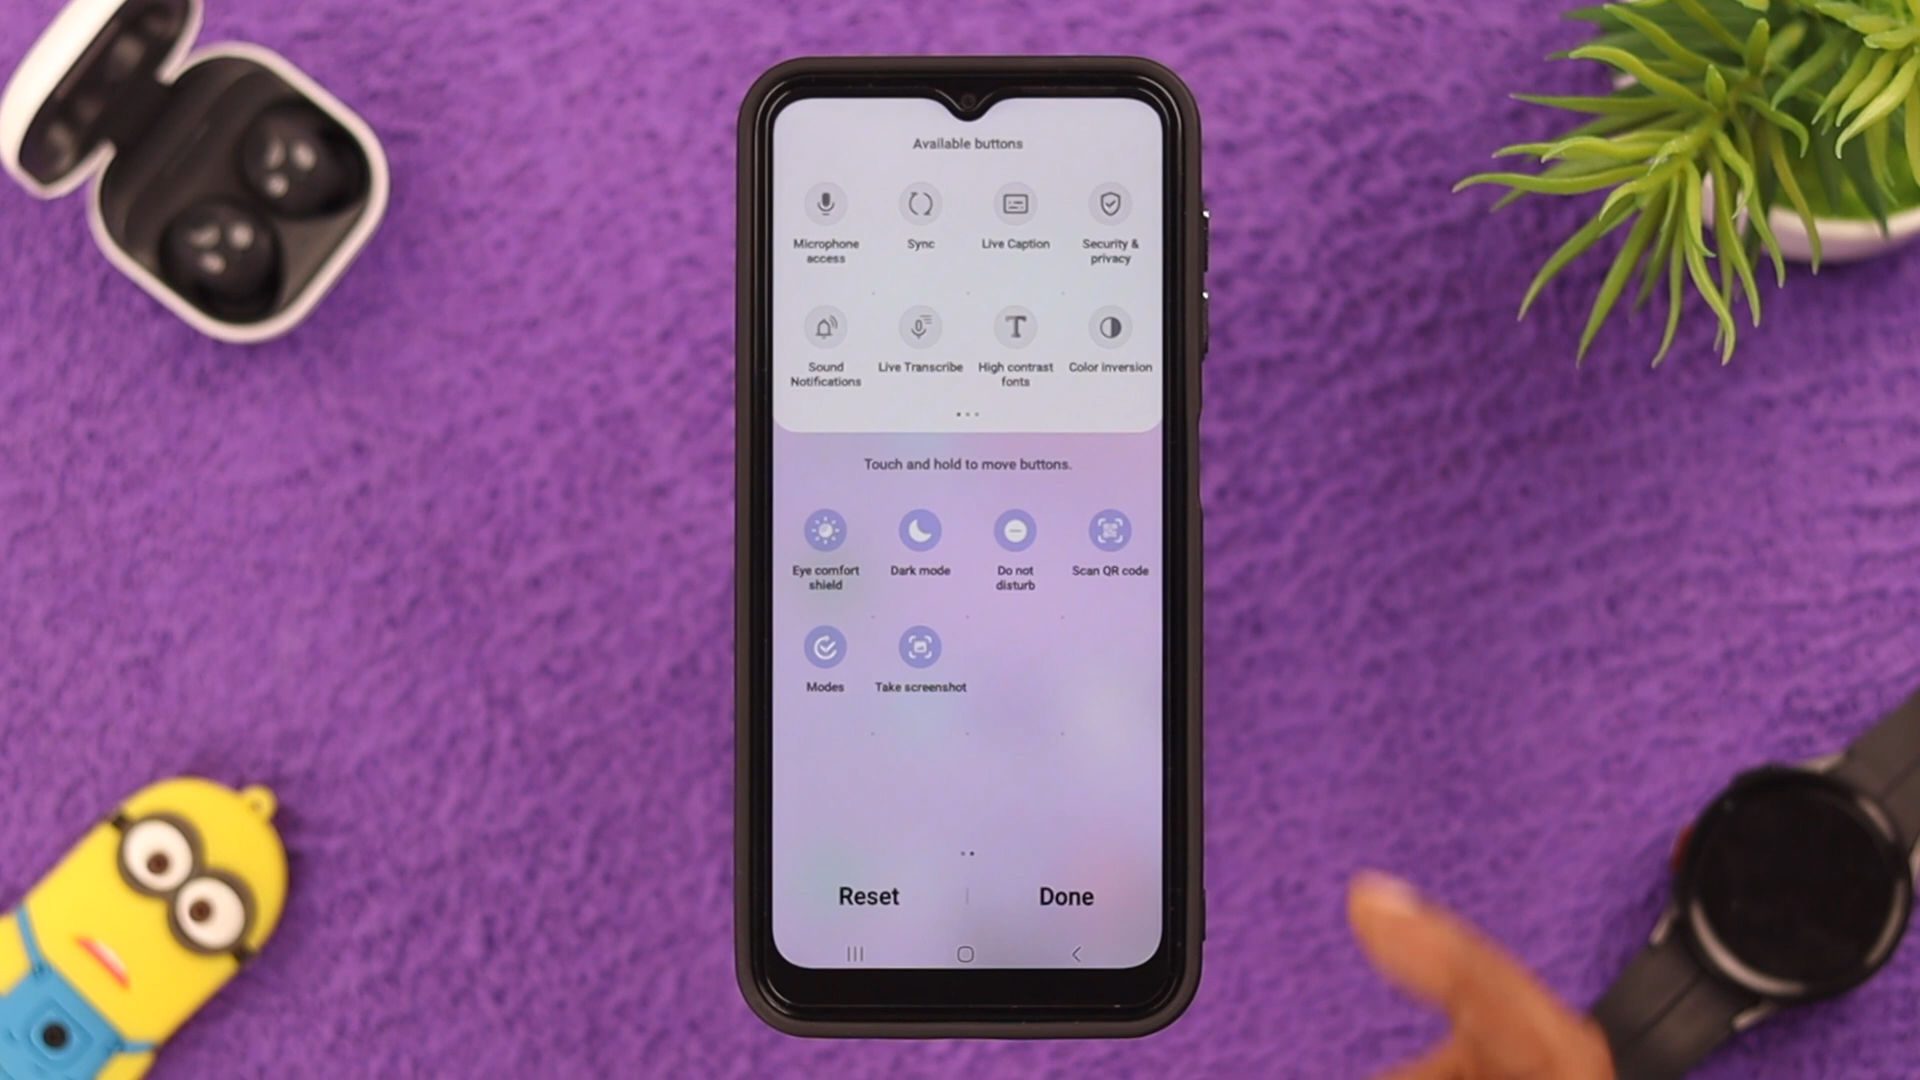 Available buttons
Microphone access
Sync
Live Caption
Security & privacy
Sound Notifications
Live Transcribe
High contrast fonts
Color inversion
Touch and hold to move buttons.
Eye comfort shield
Dark mode
Do not disturb
Scan QR code
Modes
Take screenshot
Reset
Done